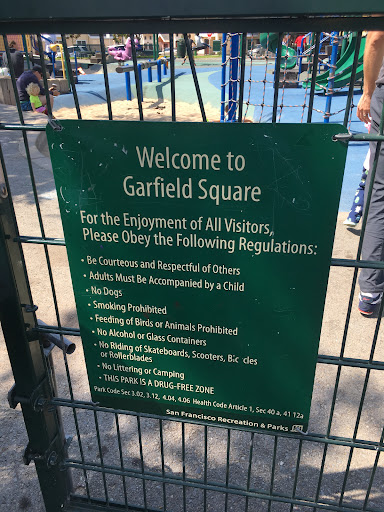 Welcome to
Garfield Square
For the Enjoyment of All Visitors,
Please Obey the Following Regulations:
• Be Courteous and Respectful of Others
• Adults Must Be Accompanied by a Child
• No Dogs
• Smoking Prohibited
• Feeding of Birds or Animals Prohibited
• No Alcohol or Glass Containers
• No Riding of Skateboards, Scooters, Bic cles
or Rollerblades
• No Littering or Camping
• THIS PARK IS A DRUG-FREE ZONE
Park Code Sec 3.02, 3.12, 4.04, 4.06 Health Code Article 1, Sec 40 a, 41 12a
San Francisco Recreation & Parks